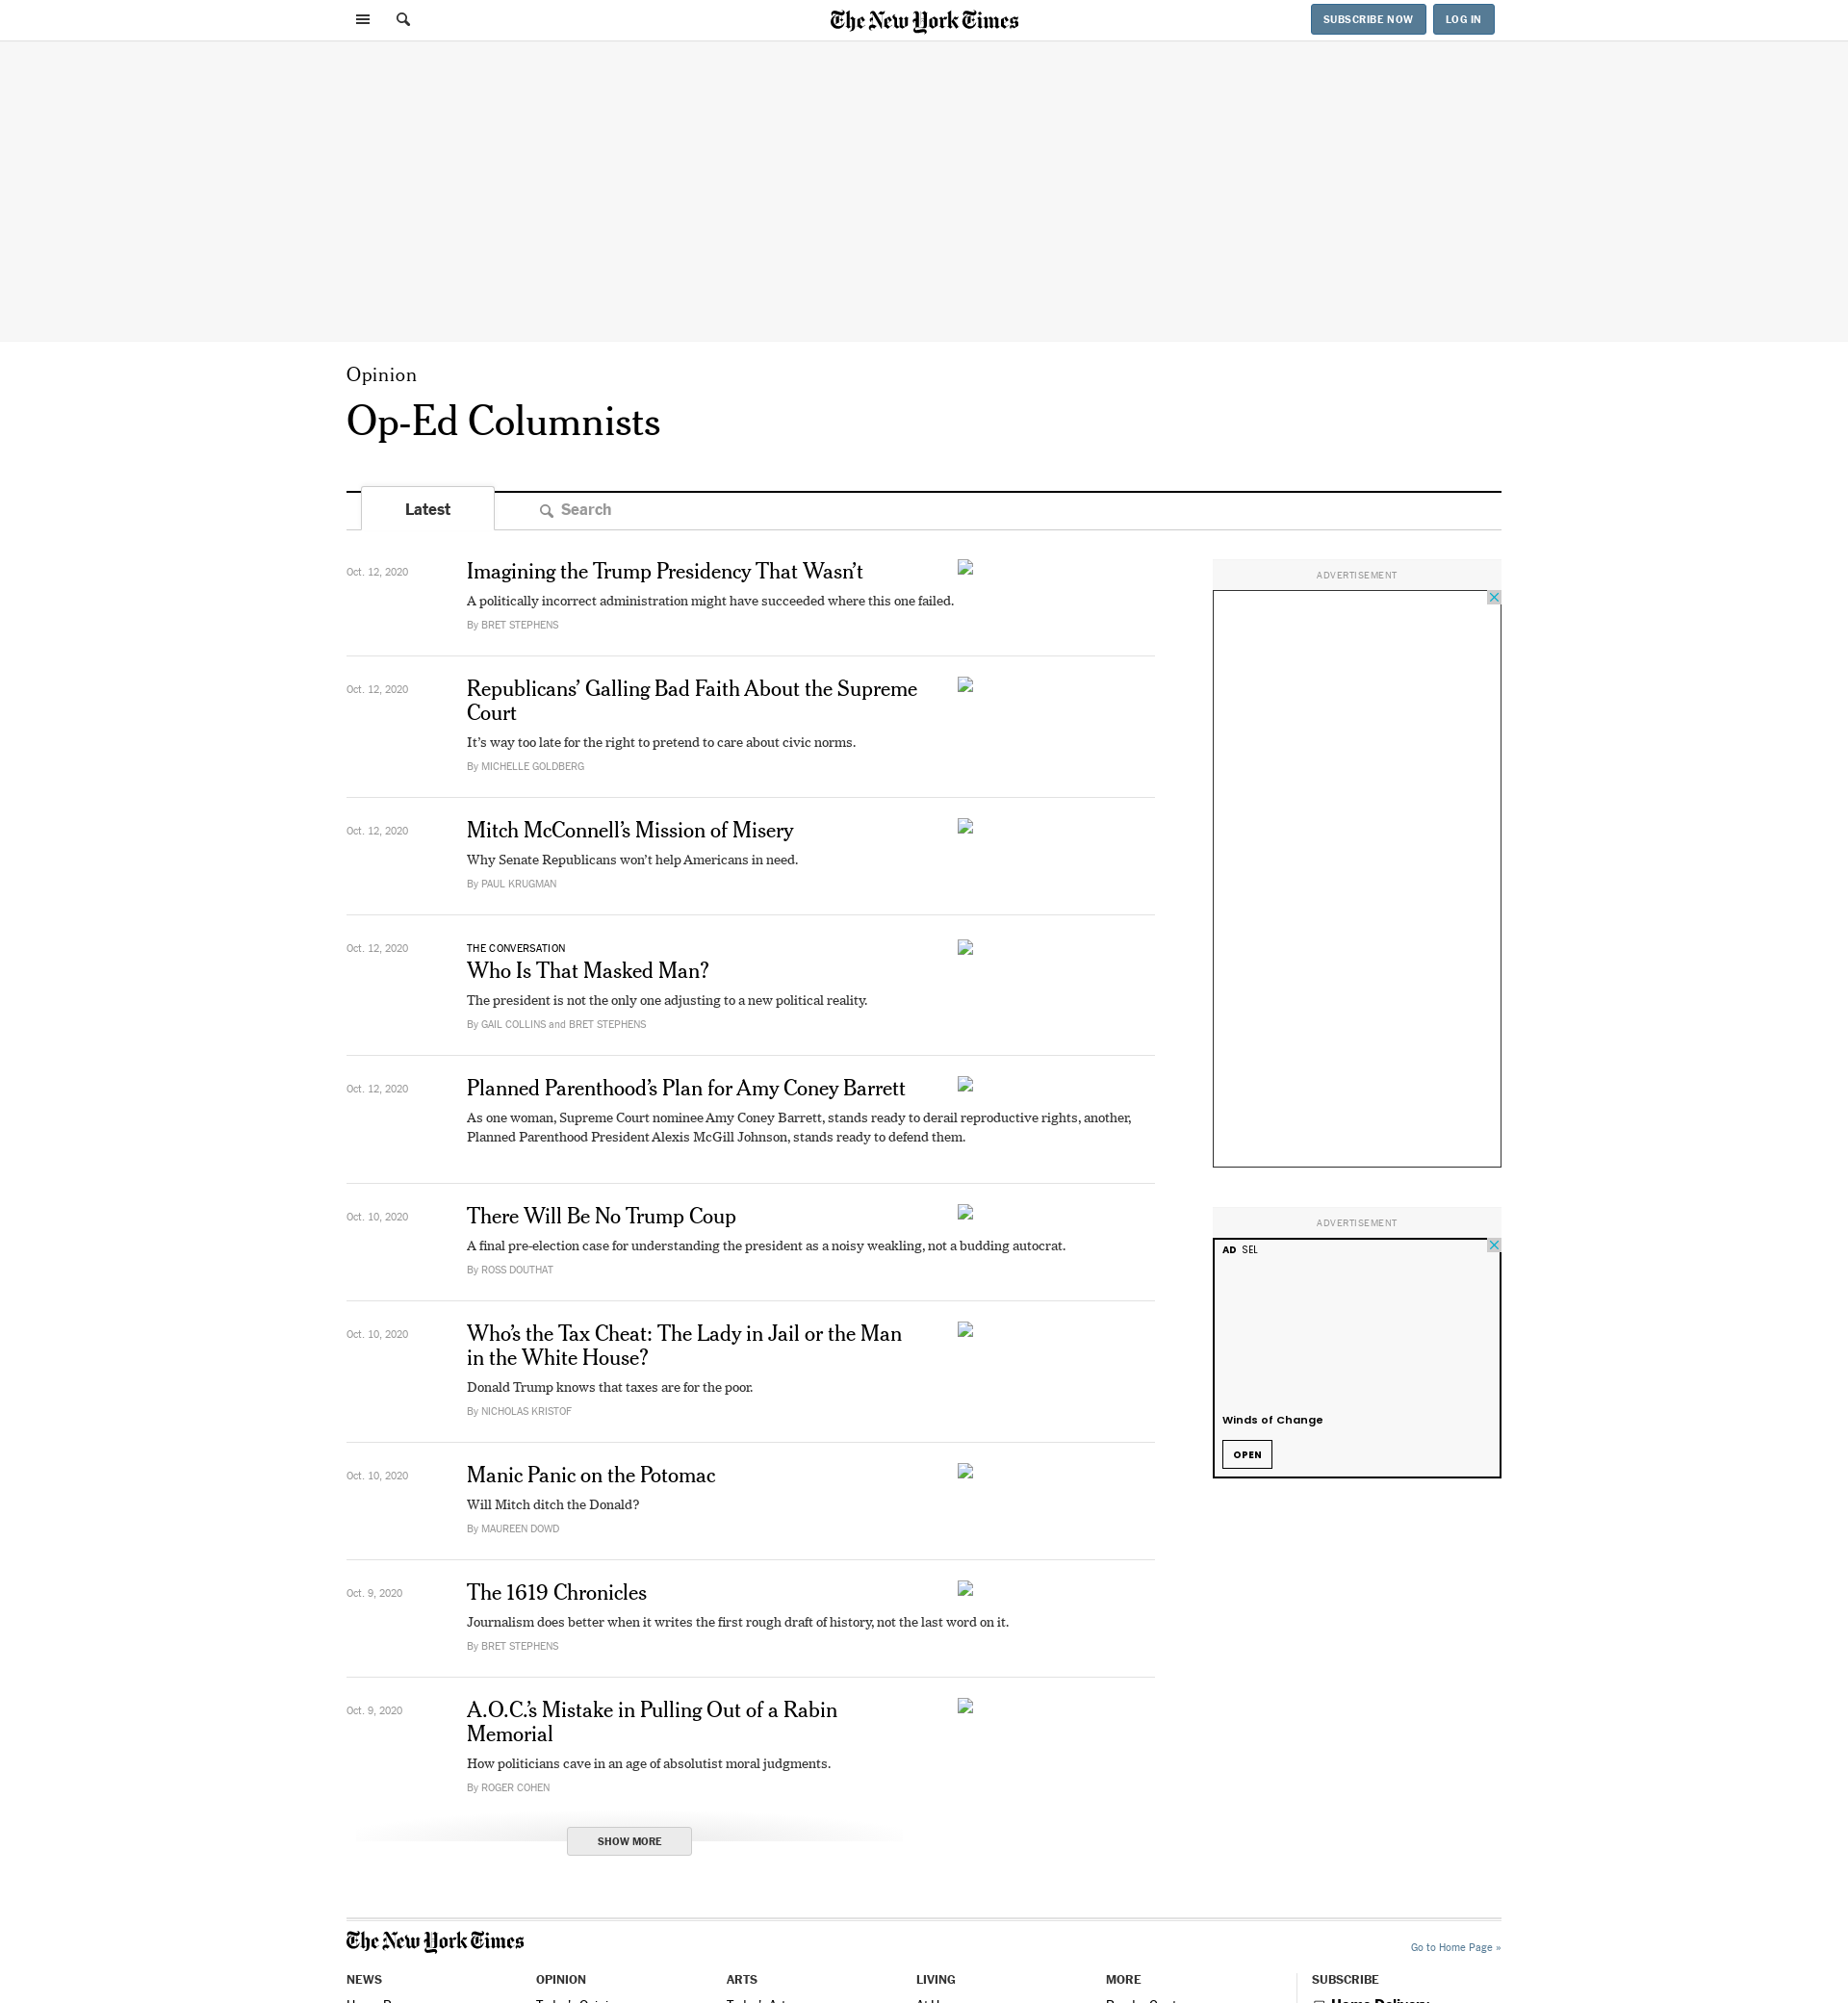 The New York Times
SUBSCRIBE NOW
LOG IN
Opinion
Op-Ed Columnists
Latest
Search
Oct. 12, 2020
Imagining the Trump Presidency That Wasn’t
A politically incorrect administration might have succeeded where this one failed.
By BRET STEPHENS
Oct. 12, 2020
Republicans’ Galling Bad Faith About the Supreme
Court
It’s way too late for the right to pretend to care about civic norms.
By MICHELLE GOLDBERG
Oct. 12, 2020
Mitch McConnell’s Mission of Misery
Why Senate Republicans won’t help Americans in need.
By PAUL KRUGMAN
Oct. 12, 2020
THE CONVERSATION
Who Is That Masked Man?
The president is not the only one adjusting to a new political reality.
By GAIL COLLINS and BRET STEPHENS
Oct. 12, 2020
Planned Parenthood’s Plan for Amy Coney Barrett
As one woman, Supreme Court nominee Amy Coney Barrett, stands ready to derail reproductive rights, another,
Planned Parenthood President Alexis McGill Johnson, stands ready to defend them.
Oct. 10, 2020
There Will Be No Trump Coup
A final pre-election case for understanding the president as a noisy weakling, not a budding autocrat.
By ROSS DOUTHAT
Oct. 10, 2020
Who’s the Tax Cheat: The Lady in Jail or the Man
in the White House?
Donald Trump knows that taxes are for the poor.
By NICHOLAS KRISTOF
Oct. 10, 2020
Manic Panic on the Potomac
Will Mitch ditch the Donald?
By MAUREEN DOWD
Oct. 9, 2020
The 1619 Chronicles
Journalism does better when it writes the first rough draft of history, not the last word on it.
By BRET STEPHENS
Oct. 9, 2020
A.O.C.’s Mistake in Pulling Out of a Rabin
Memorial
How politicians cave in an age of absolutist moral judgments.
By ROGER COHEN
SHOW MORE
ADVERTISEMENT
ADVERTISEMENT
AD SEL
Winds of Change
OPEN
The New York Times
Go to Home Page »
NEWS
OPINION
ARTS
LIVING
MORE
SUBSCRIBE
Home Delivery